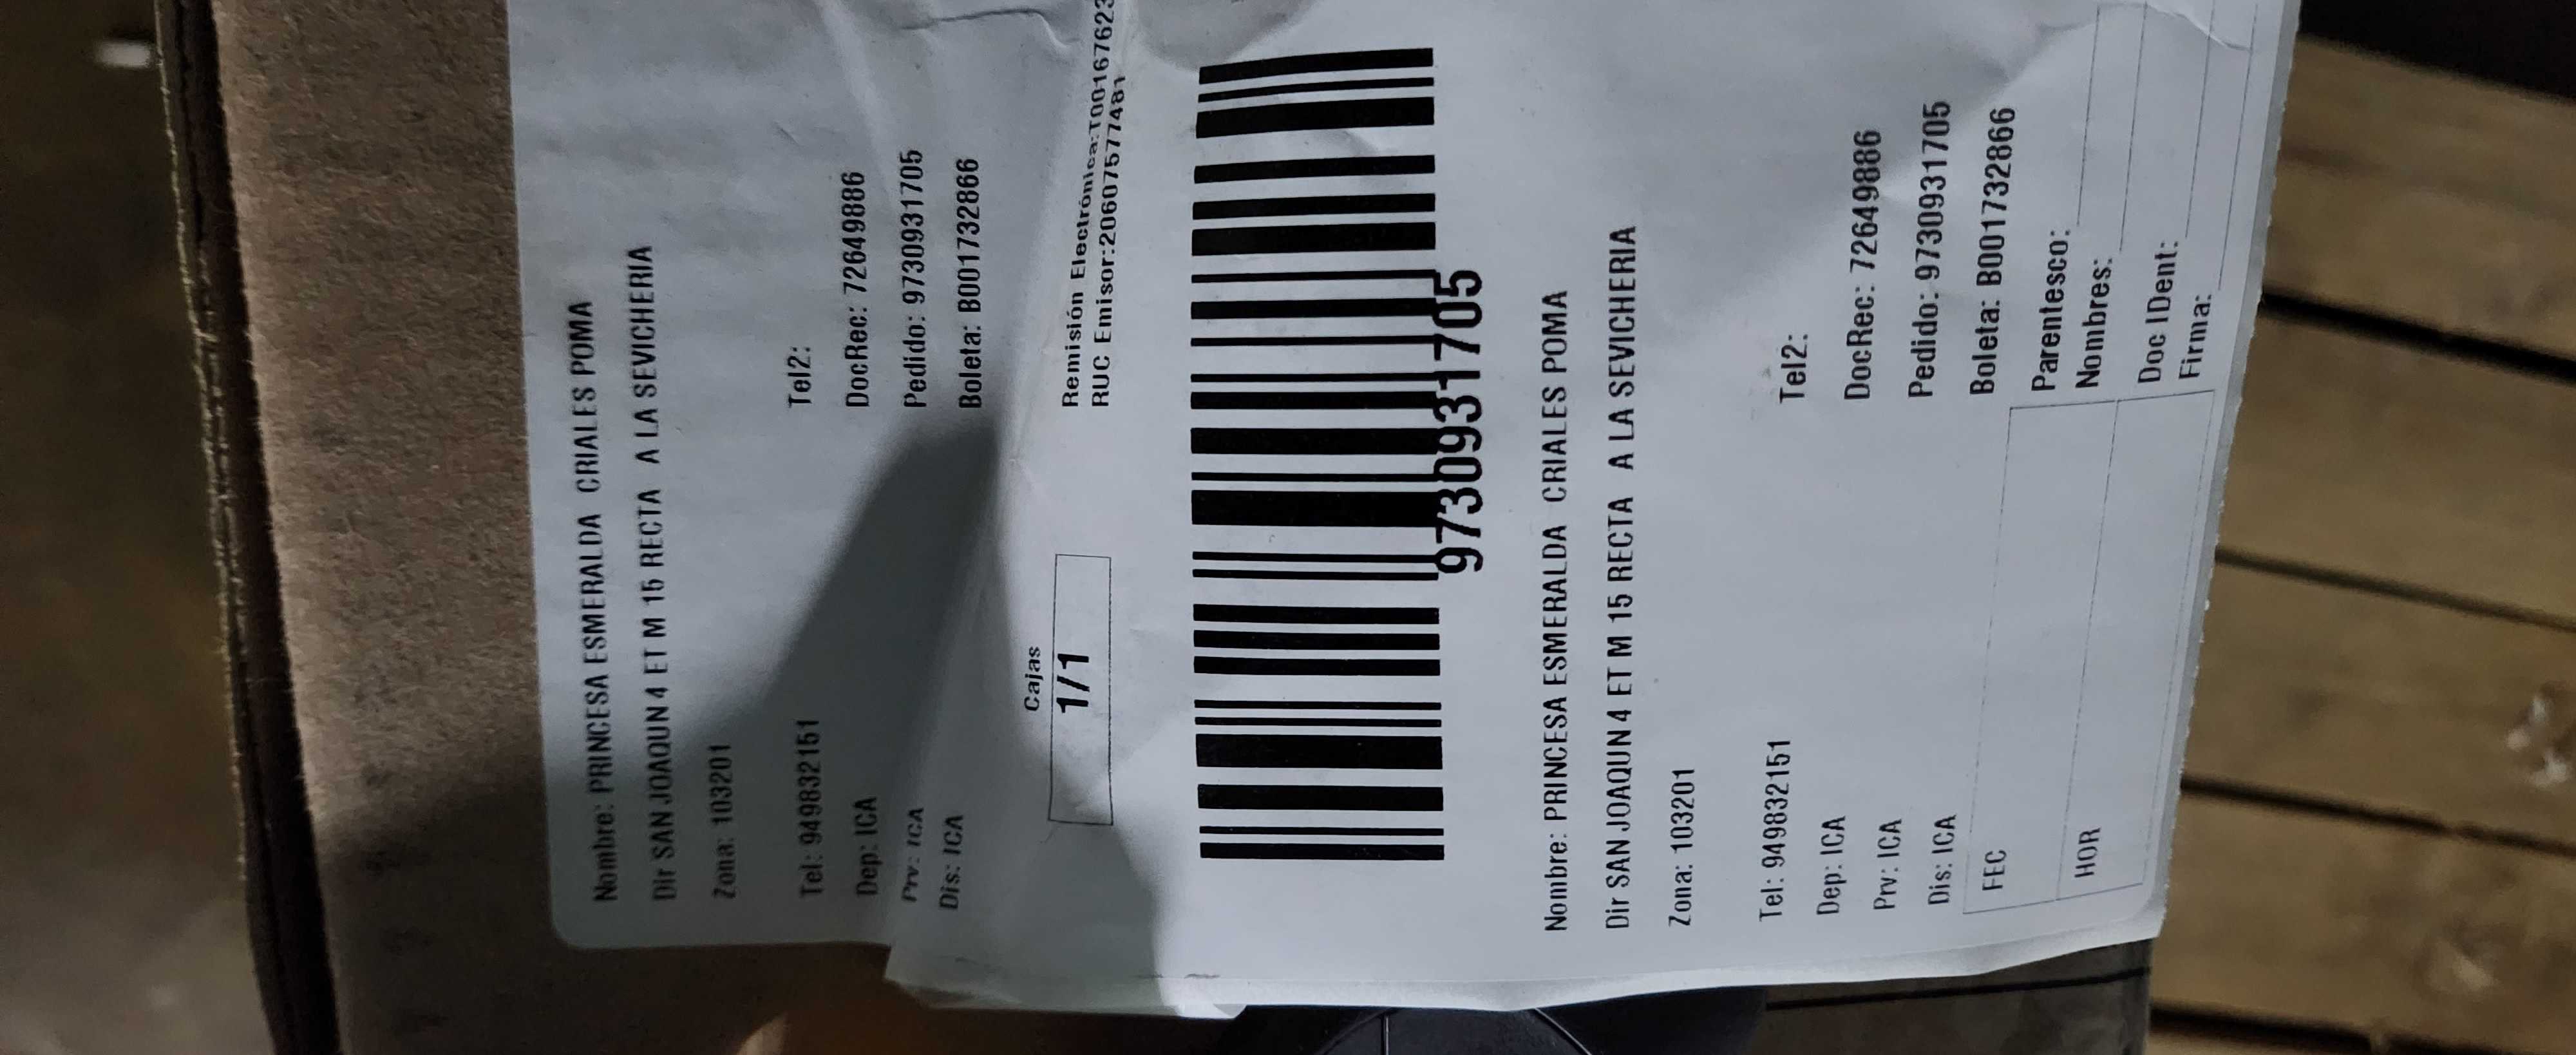 Nombre: PRINCESA ESMERALDA CRIALES POMA
Dir SAN JOAQUN 4 ET M 15 RECTA A LA SEVICHERIA
Zona: 103201
Tel: 949832151 Tel2:
Dep: ICA DocRec: 72649886
Prv: ICA Pedido: 9730931705
Dis: ICA Boleta: B001732866
Cajas
1/1
Remisión Electrónica:T00167623
RUC Emisor:20607577481
9730931705
Nombre: PRINCESA ESMERALDA CRIALES POMA
Dir SAN JOAQUN 4 ET M 15 RECTA A LA SEVICHERIA
Zona: 103201
Tel: 949832151 Tel2:
Dep: ICA DocRec: 72649886
Prv: ICA Pedido: 9730931705
Dis: ICA Boleta: B001732866
FEC Parentesco:
Nombres:
HOR Doc IDent:
Firma: